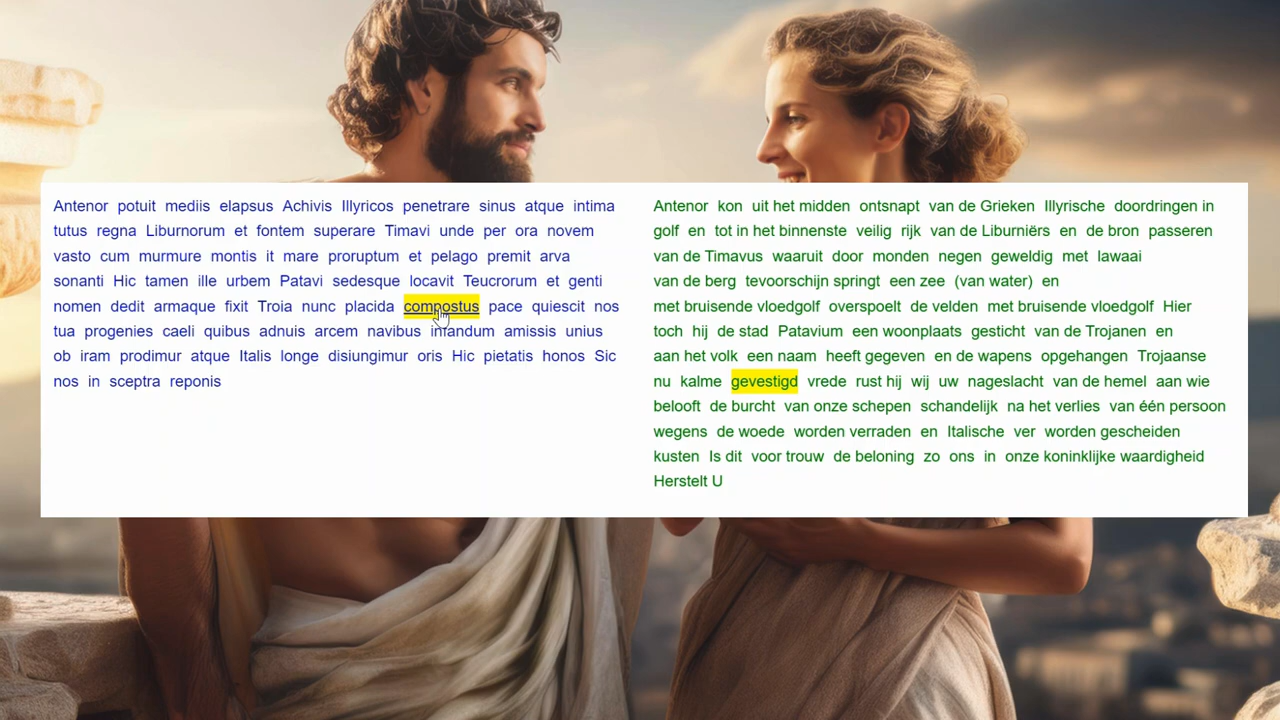 Antenor potuit mediis elapsus Achivis Illyricos penetrare sinus atque intima
tutus regna Liburnorum et fontem superare Timavi unde per ora novem
vasto cum murmure montis it mare proruptum et pelago premit arva
sonanti Hic tamen ille urbem Patavi sedesque locavit Teucrorum et genti
nomen dedit armaque fixit Troia nunc placida compostus pace quiescit nos
tua progenies caeli quibus adnuis arcem navibus infandum amissis unius
ob iram prodimur atque Italis longe disiungimur oris Hic pietatis honos Sic
nos in sceptra reponis
Antenor kon uit het midden ontsnapt van de Grieken Illyrische doordringen in
golf en tot in het binnenste veilig rijk van de Liburniërs en de bron passeren
van de Timavus waaruit door monden negen geweldig met lawaai
van de berg tevoorschijn springt een zee (van water) en
met bruisende vloedgolf overspoelt de velden met bruisende vloedgolf Hier
toch hij de stad Patavium een woonplaats gesticht van de Trojanen en
aan het volk een naam heeft gegeven en de wapens opgehangen Trojaanse
nu kalme gevestigd vrede rust hij wij uw nageslacht van de hemel aan wie
belooft de burcht van onze schepen schandelijk na het verlies van één persoon
wegens de woede worden verraden en Italische ver worden gescheiden
kusten Is dit voor trouw de beloning zo ons in onze koninklijke waardigheid
Herstelt U